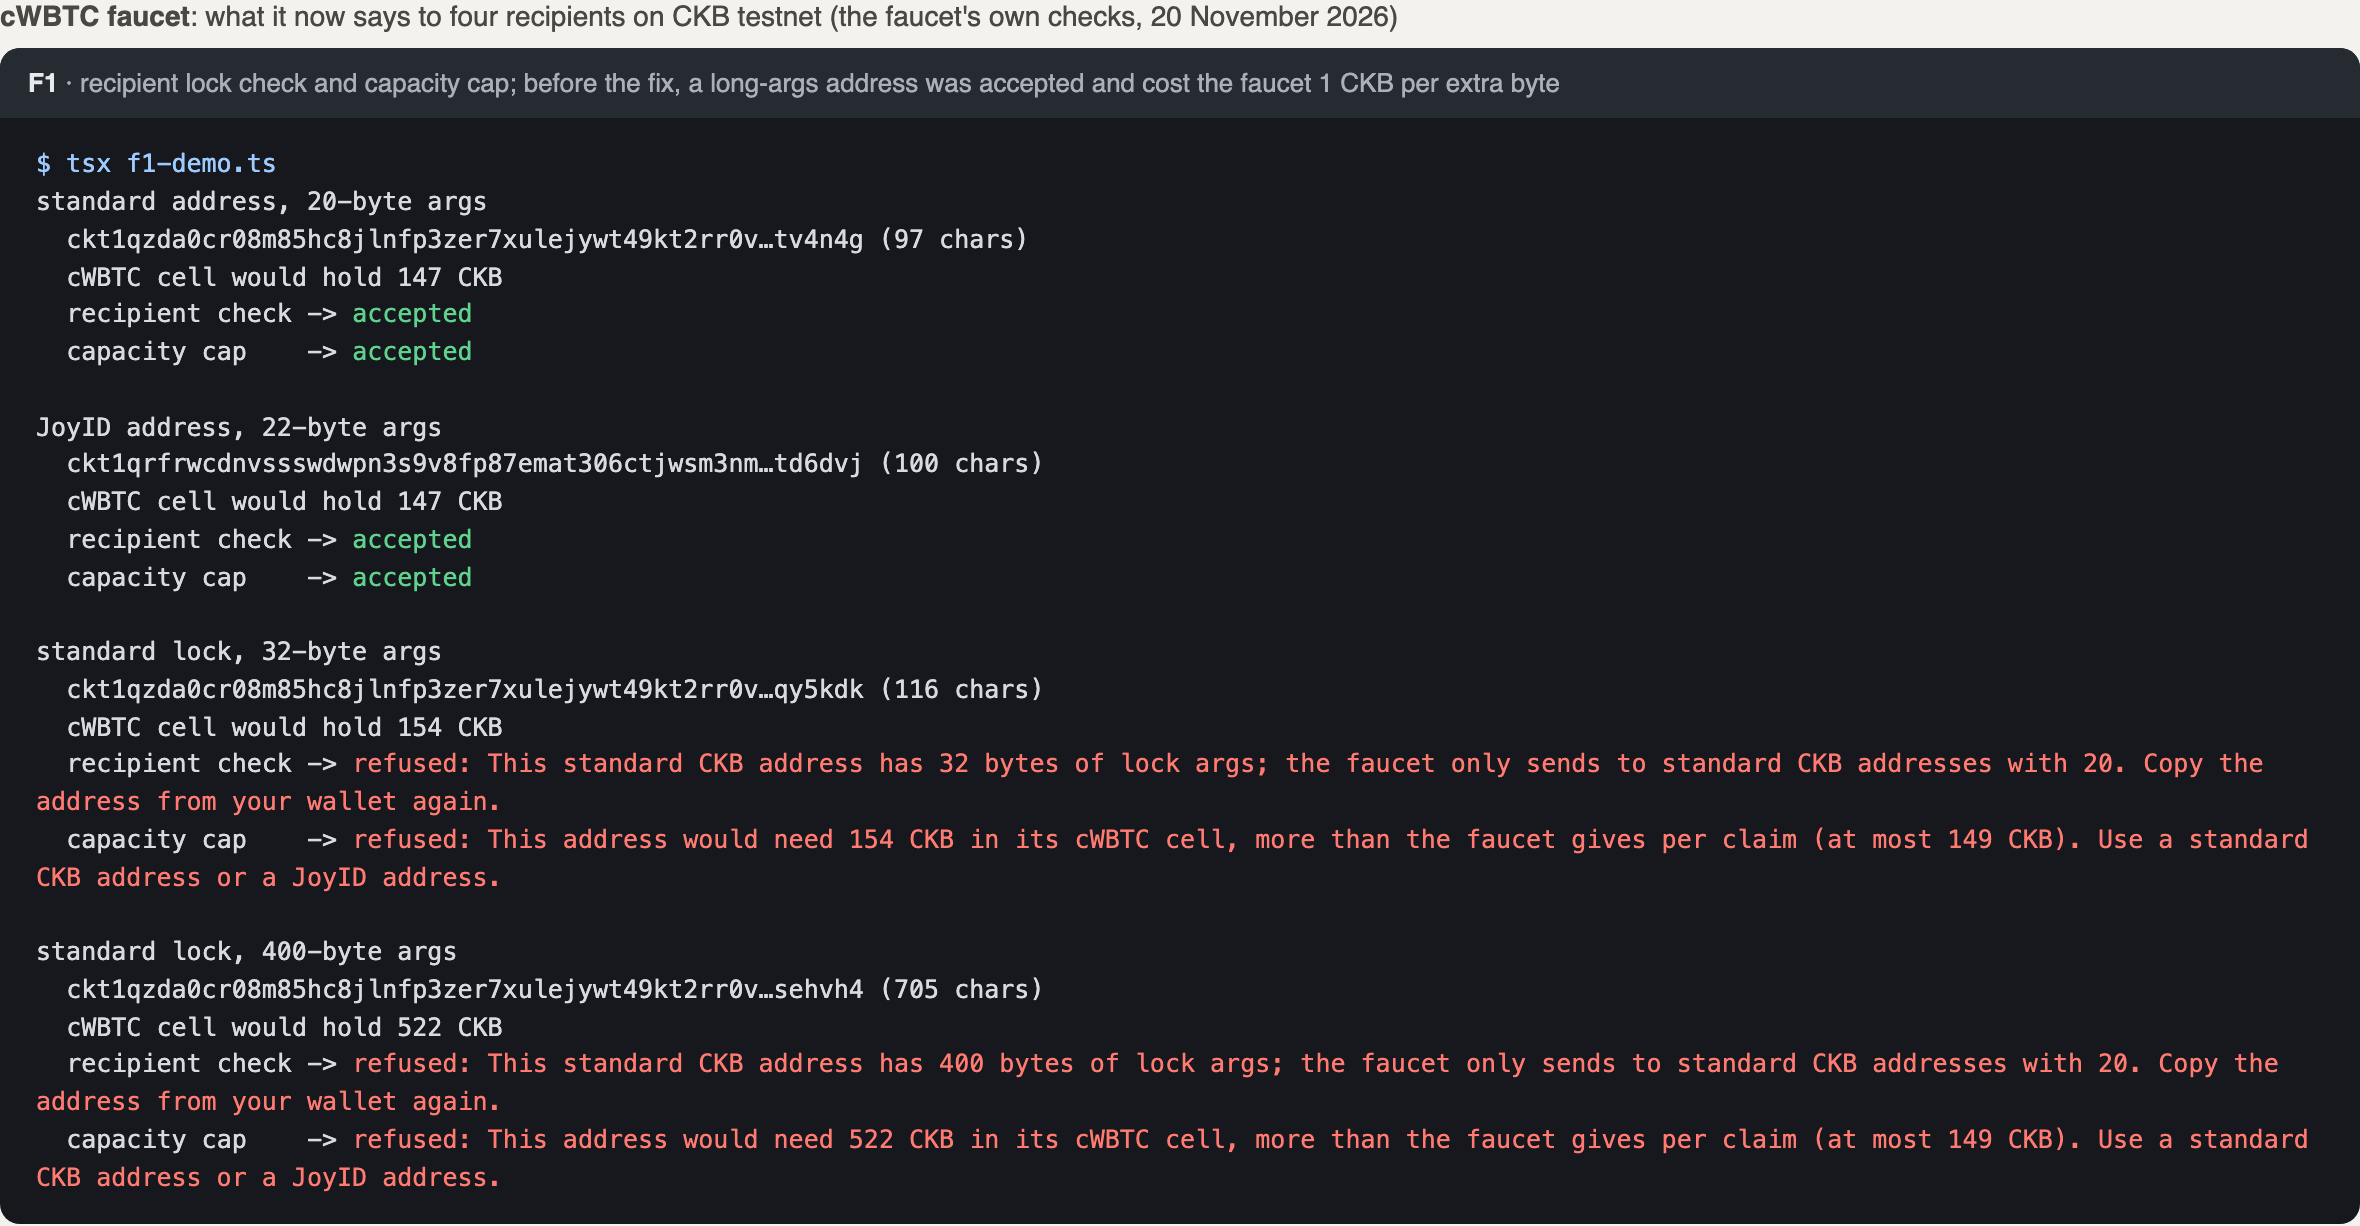 cWBTC faucet: what it now says to four recipients on CKB testnet (the faucet's own checks, 20 November 2026)
F1 · recipient lock check and capacity cap; before the fix, a long-args address was accepted and cost the faucet 1 CKB per extra byte
$ tsx f1-demo.ts
standard address, 20-byte args
ckt1qzda0cr08m85hc8jlnfp3zer7xulejywt49kt2rr0v…tv4n4g (97 chars)
cWBTC cell would hold 147 CKB
recipient check -> accepted
capacity cap    -> accepted
JoyID address, 22-byte args
ckt1qrfrwcdnvssswdwpn3s9v8fp87emat306ctjwsm3nm…td6dvj (100 chars)
cWBTC cell would hold 147 CKB
recipient check -> accepted
capacity cap    -> accepted
standard lock, 32-byte args
ckt1qzda0cr08m85hc8jlnfp3zer7xulejywt49kt2rr0v…qy5kdk (116 chars)
cWBTC cell would hold 154 CKB
recipient check -> refused: This standard CKB address has 32 bytes of lock args; the faucet only sends to standard CKB addresses with 20. Copy the
address from your wallet again.
capacity cap    -> refused: This address would need 154 CKB in its cWBTC cell, more than the faucet gives per claim (at most 149 CKB). Use a standard
CKB address or a JoyID address.
standard lock, 400-byte args
ckt1qzda0cr08m85hc8jlnfp3zer7xulejywt49kt2rr0v…sehvh4 (705 chars)
cWBTC cell would hold 522 CKB
recipient check -> refused: This standard CKB address has 400 bytes of lock args; the faucet only sends to standard CKB addresses with 20. Copy the
address from your wallet again.
capacity cap    -> refused: This address would need 522 CKB in its cWBTC cell, more than the faucet gives per claim (at most 149 CKB). Use a standard
CKB address or a JoyID address.